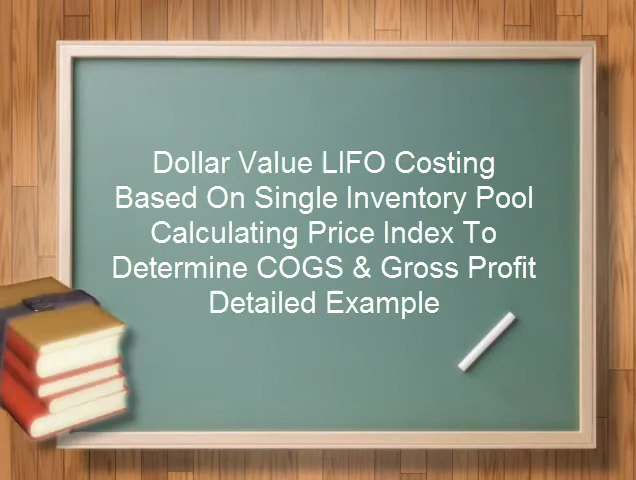 Dollar Value LIFO Costing
Based On Single Inventory Pool
Calculating Price Index To
Determine COGS & Gross Profit
Detailed Example